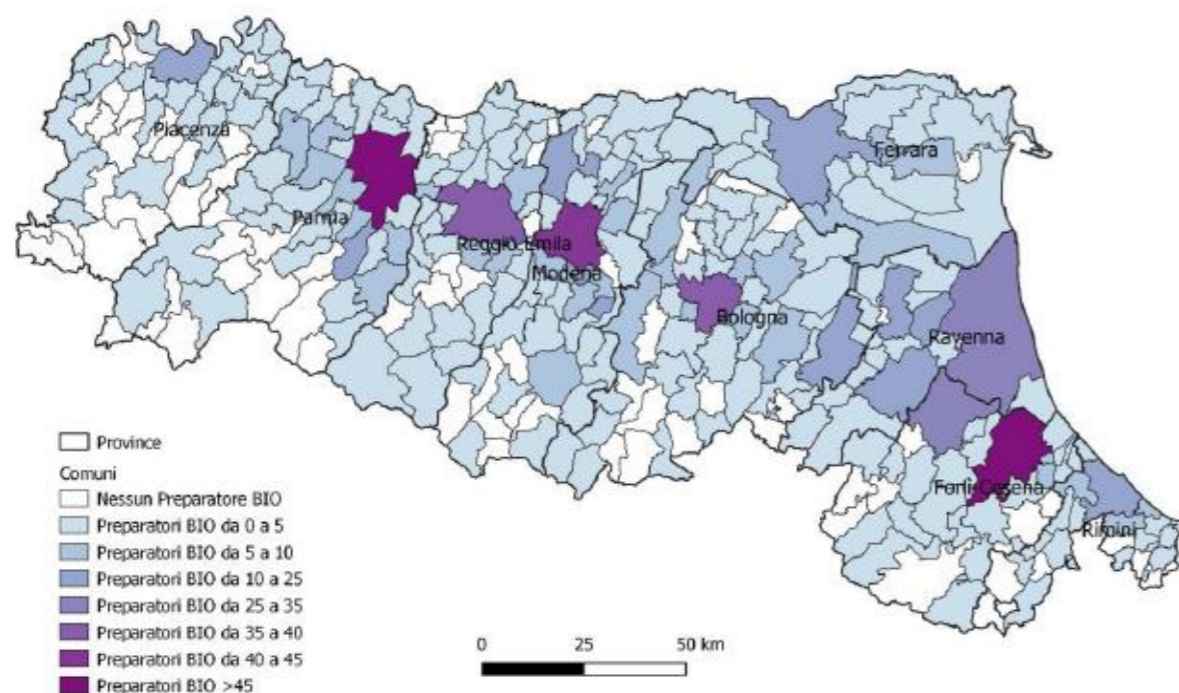 Piacenza
Ferrara
Parma
Reggio Emila
Modena
Bologna
Ravenna
Forlì-Cesena
Rimini
Province
Comuni
Nessun Preparatore BIO
Preparatori BIO da 0 a 5
Preparatori BIO da 5 a 10
Preparatori BIO da 10 a 25
Preparatori BIO da 25 a 35
Preparatori BIO da 35 a 40
Preparatori BIO da 40 a 45
Preparatori BIO >45
0 25 50 km